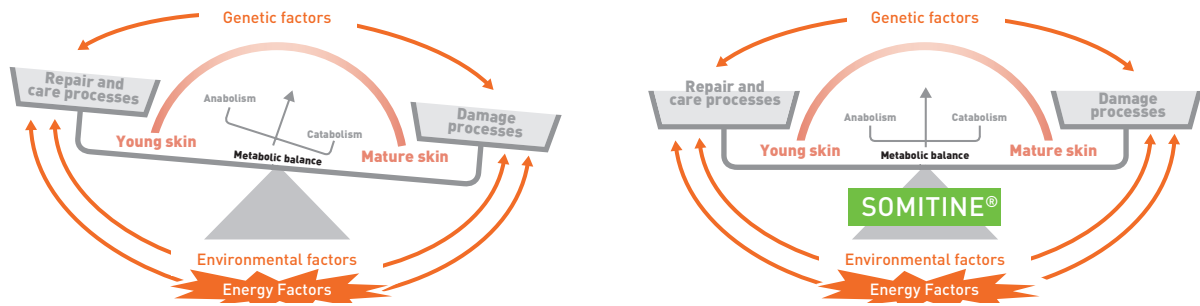 Genetic factors
Repair and
care processes
Damage
processes
Anabolism
Catabolism
Young skin
Metabolic balance
Mature skin
Environmental factors
Energy Factors
Genetic factors
Repair and
care processes
Damage
processes
Anabolism
Catabolism
Young skin
Metabolic balance
Mature skin
SOMITINE®
Environmental factors
Energy Factors